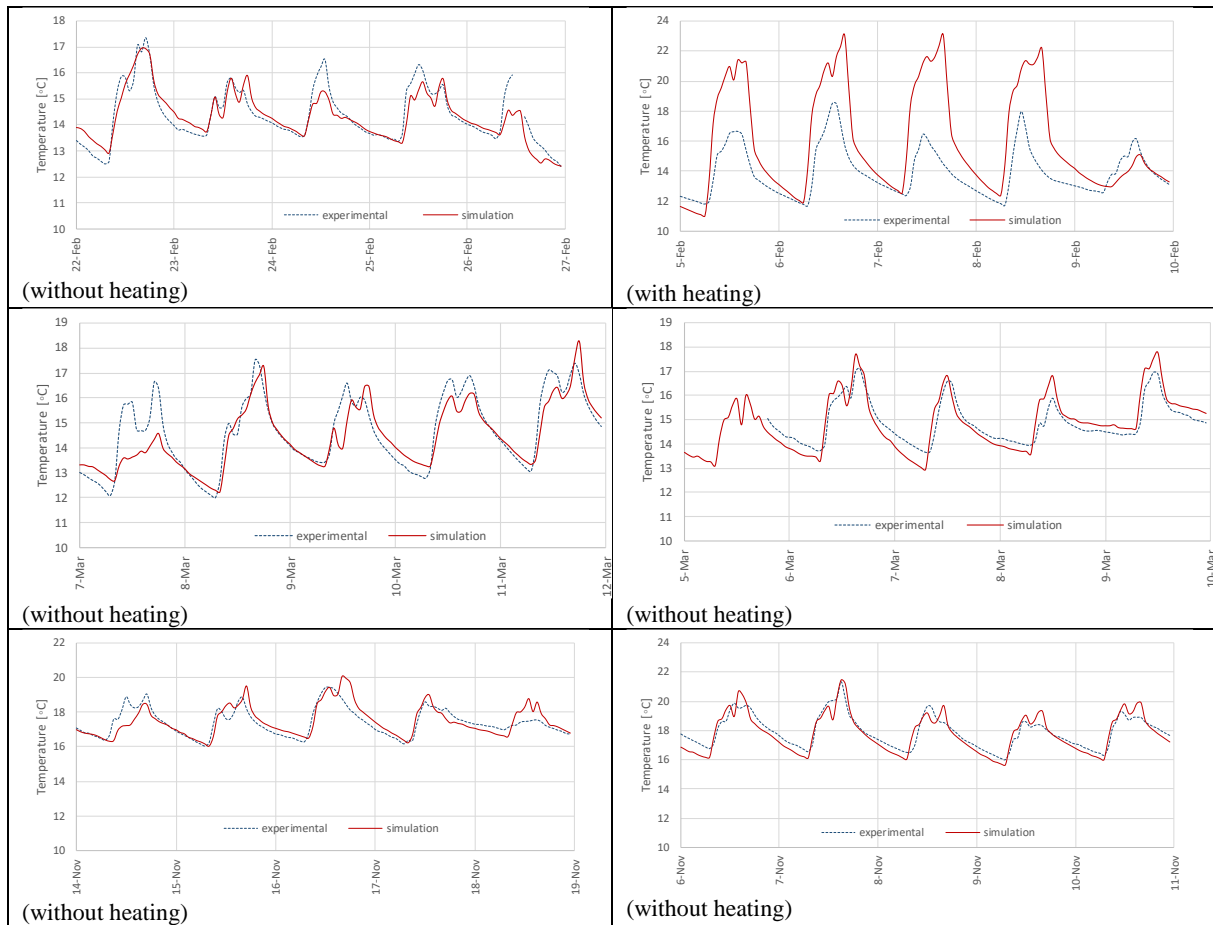 18
17
16
15
14
13
12
11
10
Temperature [°C]
experimental simulation
22-Feb
23-Feb
24-Feb
25-Feb
26-Feb
27-Feb
(without heating)
24
22
20
18
16
14
12
10
Temperature [°C]
experimental simulation
5-Feb
6-Feb
7-Feb
8-Feb
9-Feb
10-Feb
(with heating)
19
18
17
16
15
14
13
12
11
10
Temperature [°C]
experimental simulation
7-Mar
8-Mar
9-Mar
10-Mar
11-Mar
12-Mar
(without heating)
19
18
17
16
15
14
13
12
11
10
Temperature [°C]
experimental simulation
5-Mar
6-Mar
7-Mar
8-Mar
9-Mar
10-Mar
(without heating)
22
20
18
16
14
12
10
Temperature [°C]
experimental simulation
14-Nov
15-Nov
16-Nov
17-Nov
18-Nov
19-Nov
(without heating)
24
22
20
18
16
14
12
10
Temperature [°C]
experimental simulation
6-Nov
7-Nov
8-Nov
9-Nov
10-Nov
11-Nov
(without heating)